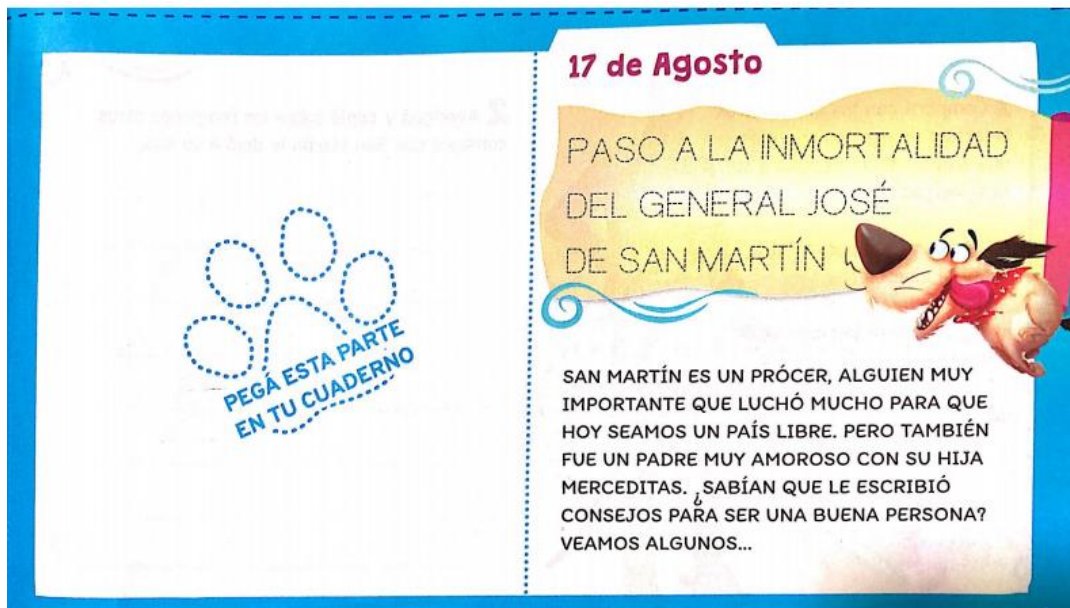 PEGÁ ESTA PARTE
EN TU CUADERNO
17 de Agosto
PASO A LA INMORTALIDAD
DEL GENERAL JOSÉ
DE SAN MARTÍN
SAN MARTÍN ES UN PRÓCER, ALGUIEN MUY
IMPORTANTE QUE LUCHÓ MUCHO PARA QUE
HOY SEAMOS UN PAÍS LIBRE. PERO TAMBIÉN
FUE UN PADRE MUY AMOROSO CON SU HIJA
MERCEDITAS. ¿SABÍAN QUE LE ESCRIBIÓ
CONSEJOS PARA SER UNA BUENA PERSONA?
VEAMOS ALGUNOS...